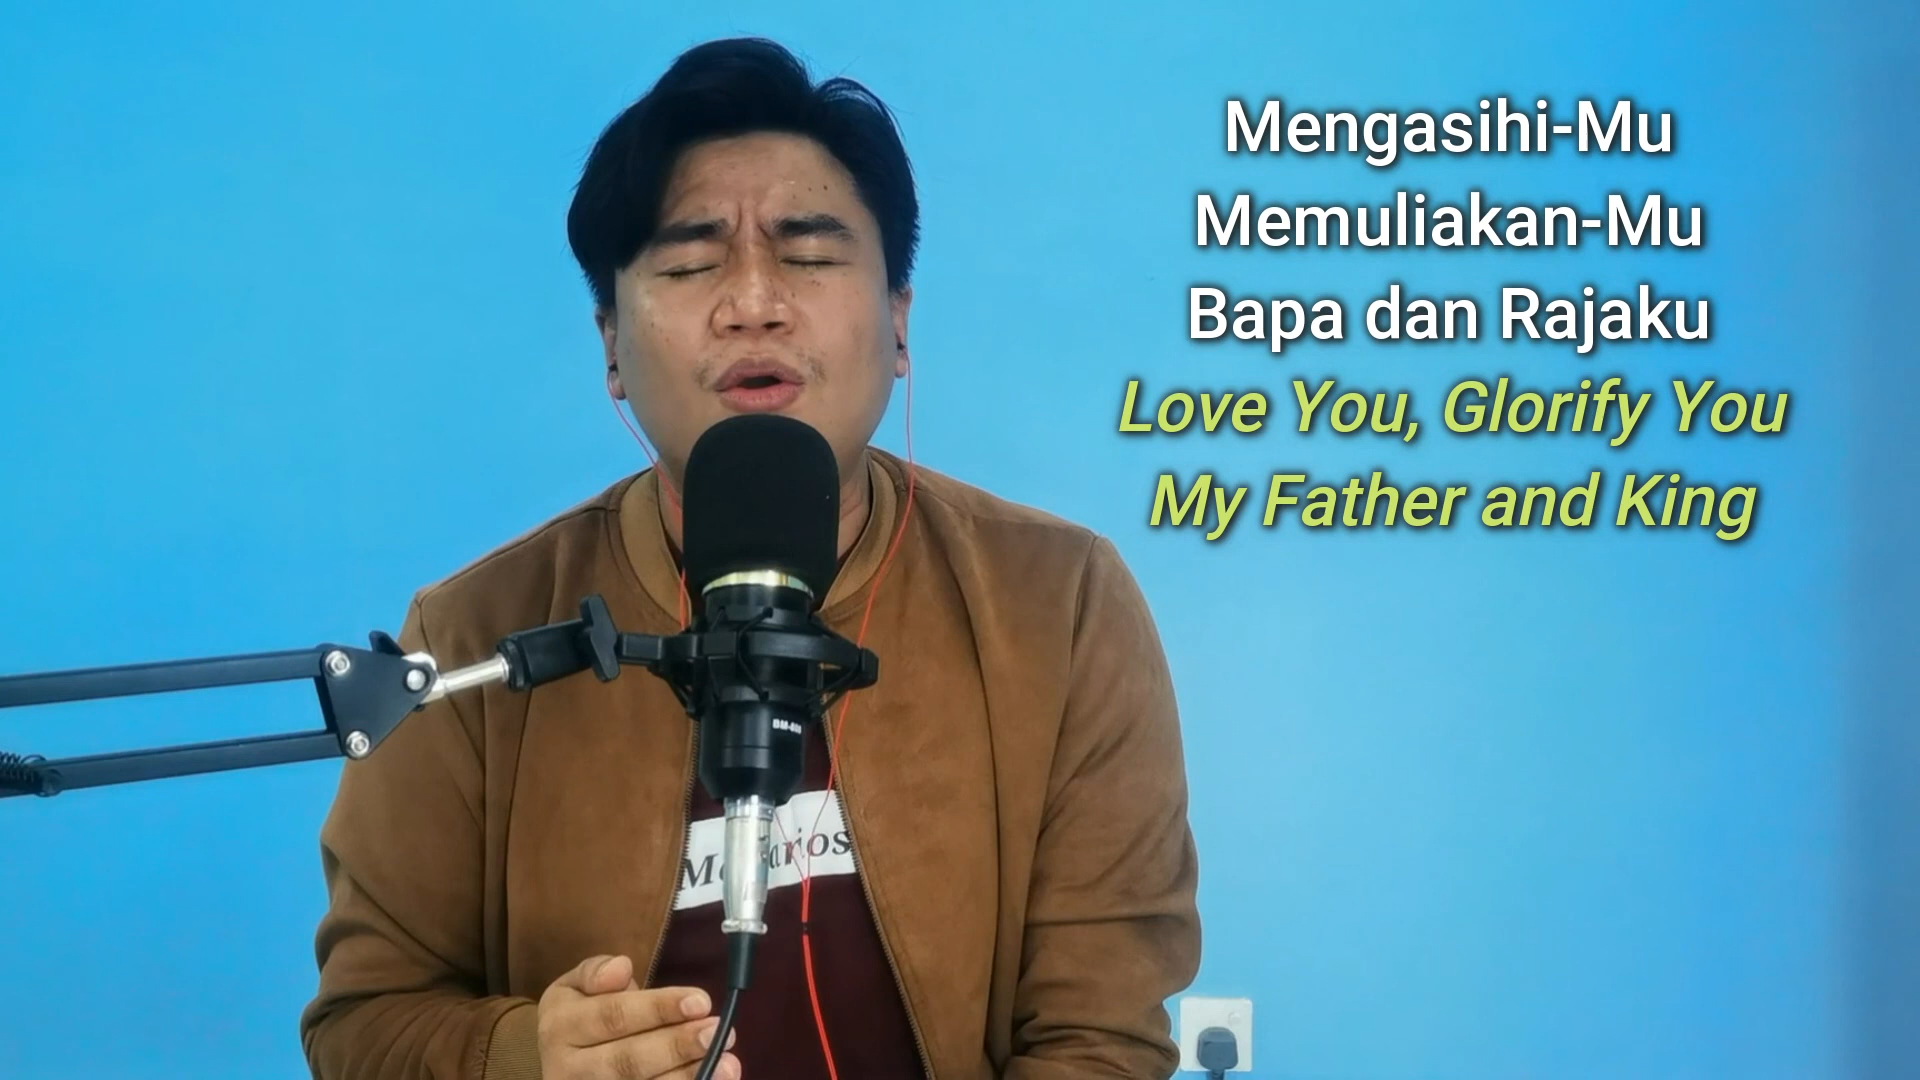 Mengasihi-Mu
Memuliakan-Mu
Bapa dan Rajaku
Love You, Glorify You
My Father and King